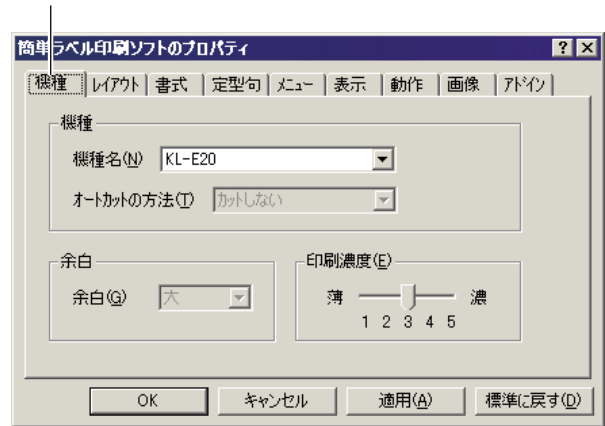 簡単ラベル印刷ソフトのプロパティ
機種 レイアウト 書式 定型句 メニュー 表示 動作 画像 アドイン
機種
機種名(N) KL-E20
オートカットの方法(T) カットしない
余白
余白(G) 大
印刷濃度(E)
薄 濃
1 2 3 4 5
OK キャンセル 適用(A) 標準に戻す(D)